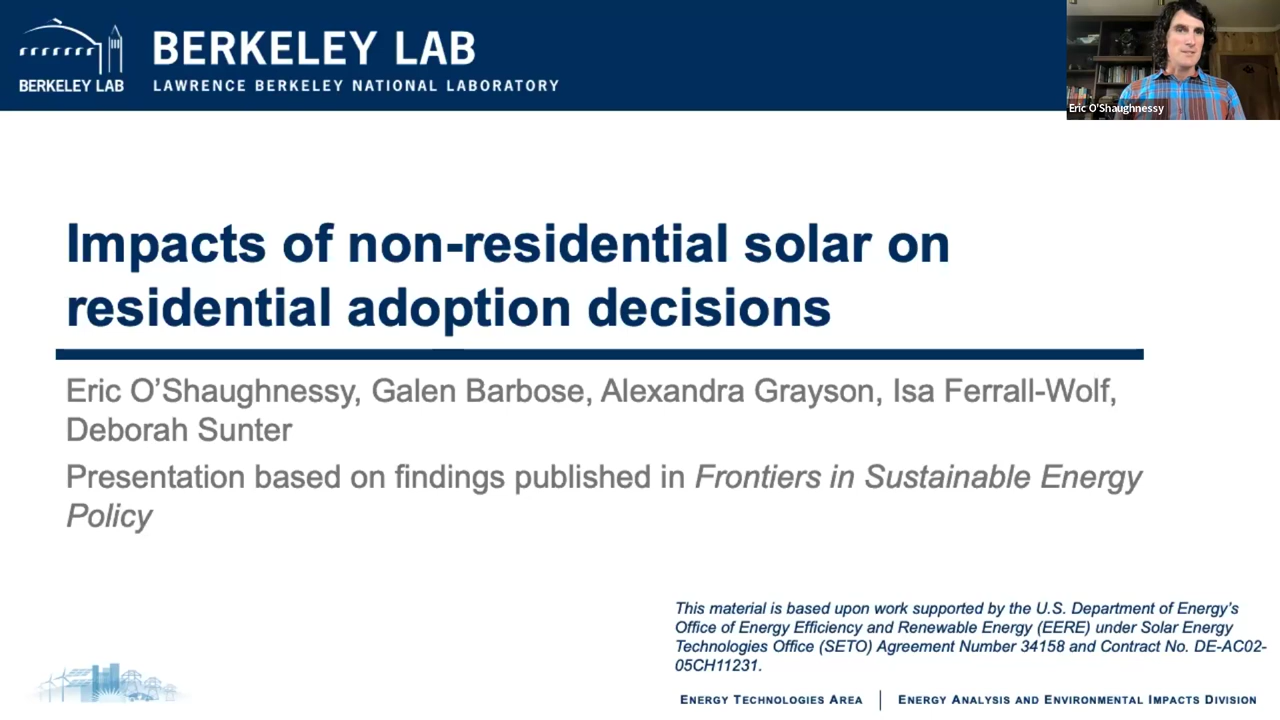 BERKELEY LAB
BERKELEY LAB
LAWRENCE BERKELEY NATIONAL LABORATORY
Eric O'Shaughnessy
Impacts of non-residential solar on
residential adoption decisions
Eric O’Shaughnessy, Galen Barbose, Alexandra Grayson, Isa Ferrall-Wolf,
Deborah Sunter
Presentation based on findings published in Frontiers in Sustainable Energy
Policy
This material is based upon work supported by the U.S. Department of Energy’s
Office of Energy Efficiency and Renewable Energy (EERE) under Solar Energy
Technologies Office (SETO) Agreement Number 34158 and Contract No. DE-AC02-
05CH11231.
ENERGY TECHNOLOGIES AREA | ENERGY ANALYSIS AND ENVIRONMENTAL IMPACTS DIVISION